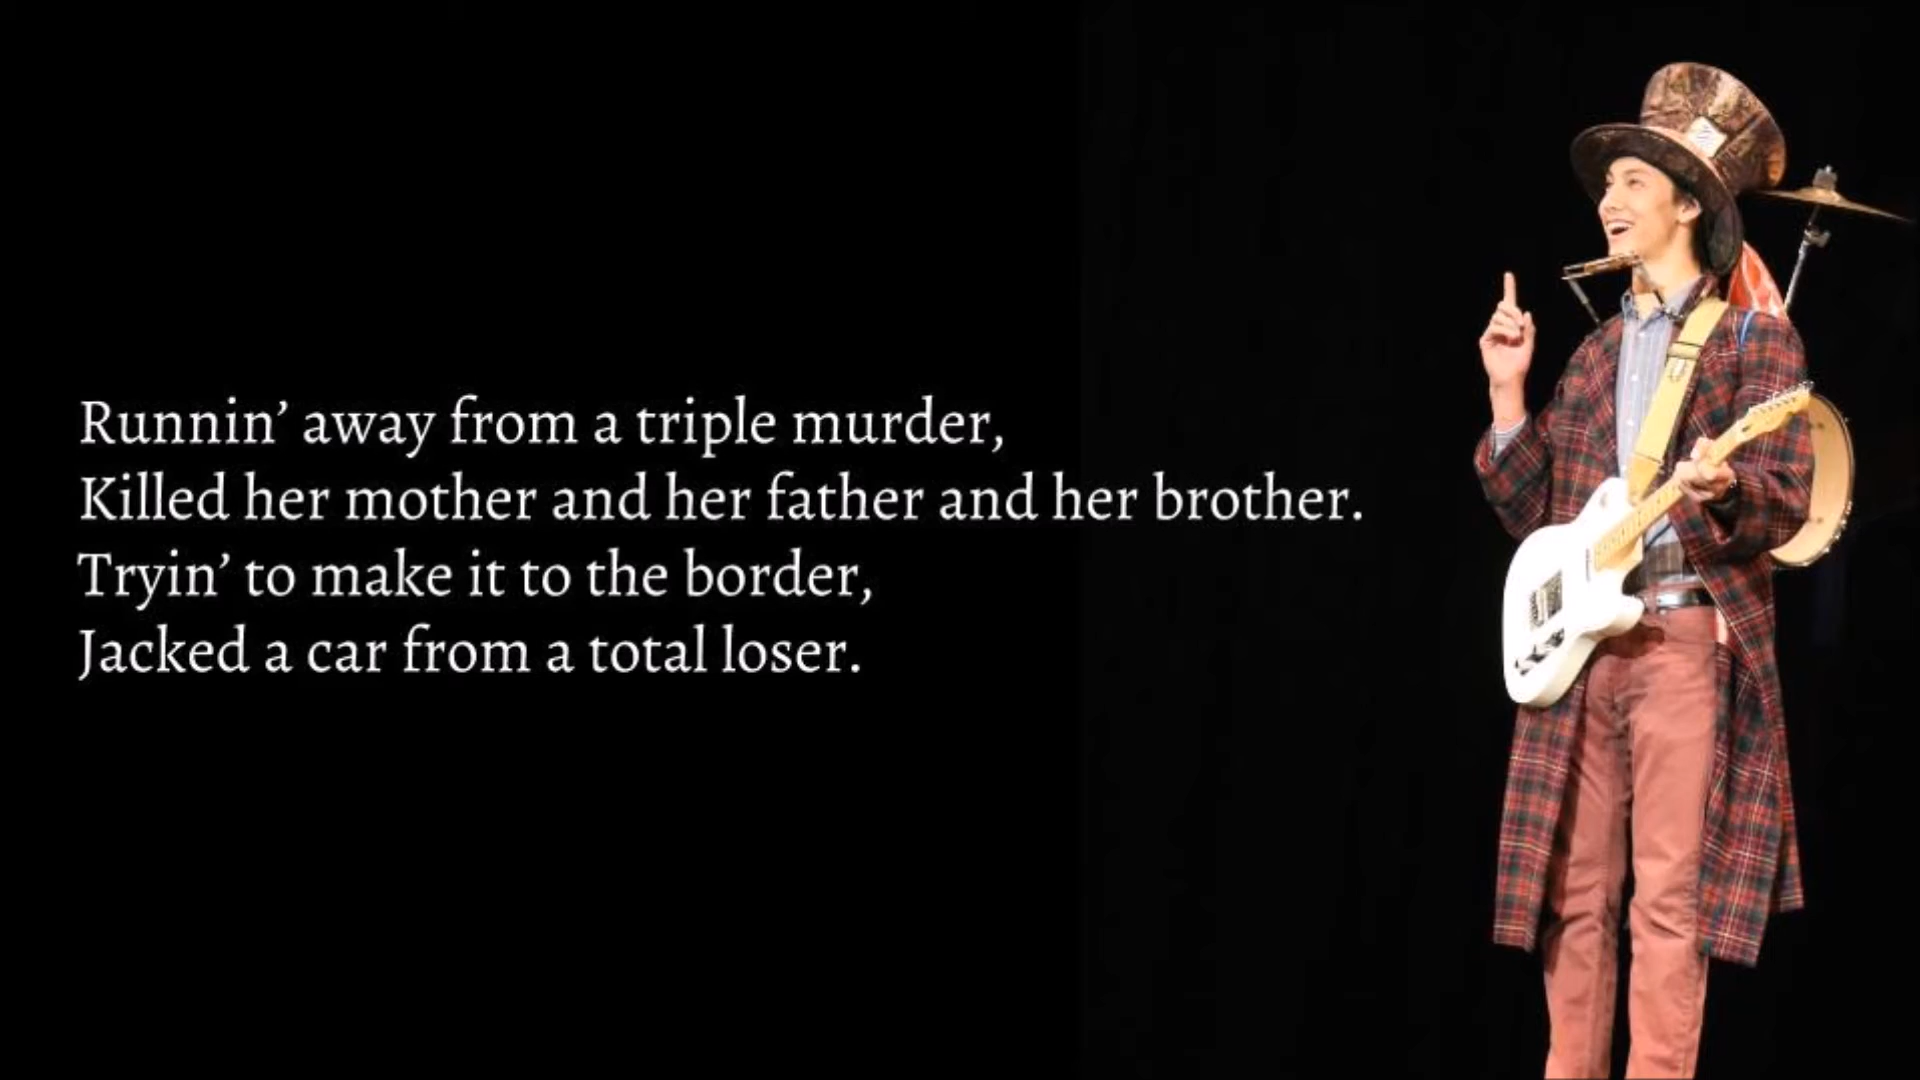 Runnin’ away from a triple murder,
Killed her mother and her father and her brother.
Tryin’ to make it to the border,
Jacked a car from a total loser.